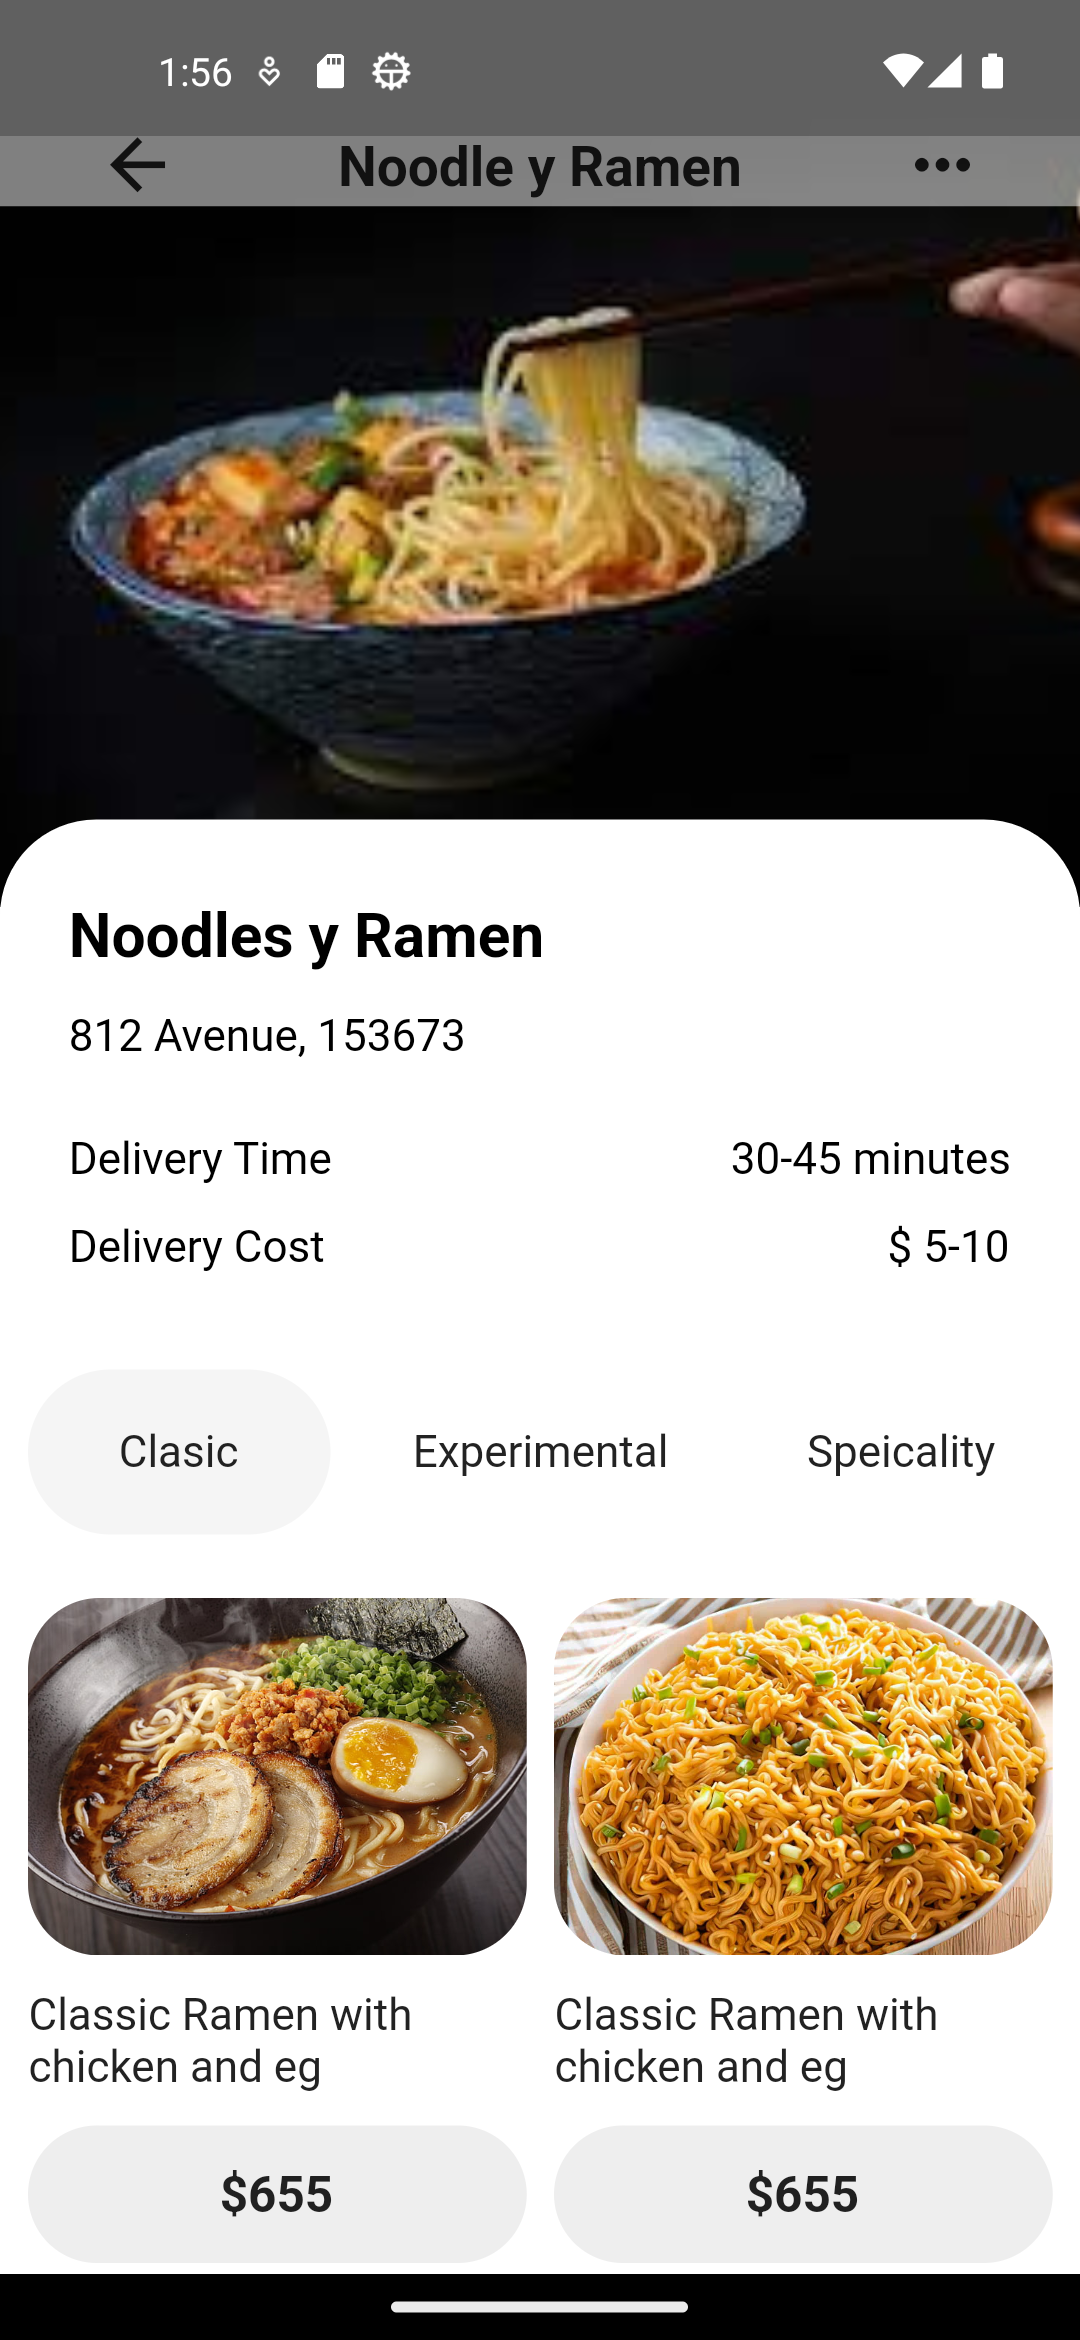 1:56
Noodle y Ramen
Noodles y Ramen
812 Avenue, 153673
Delivery Time 30-45 minutes
Delivery Cost $ 5-10
Clasic Experimental Speicality
Classic Ramen with
chicken and eg
Classic Ramen with
chicken and eg
$655 $655